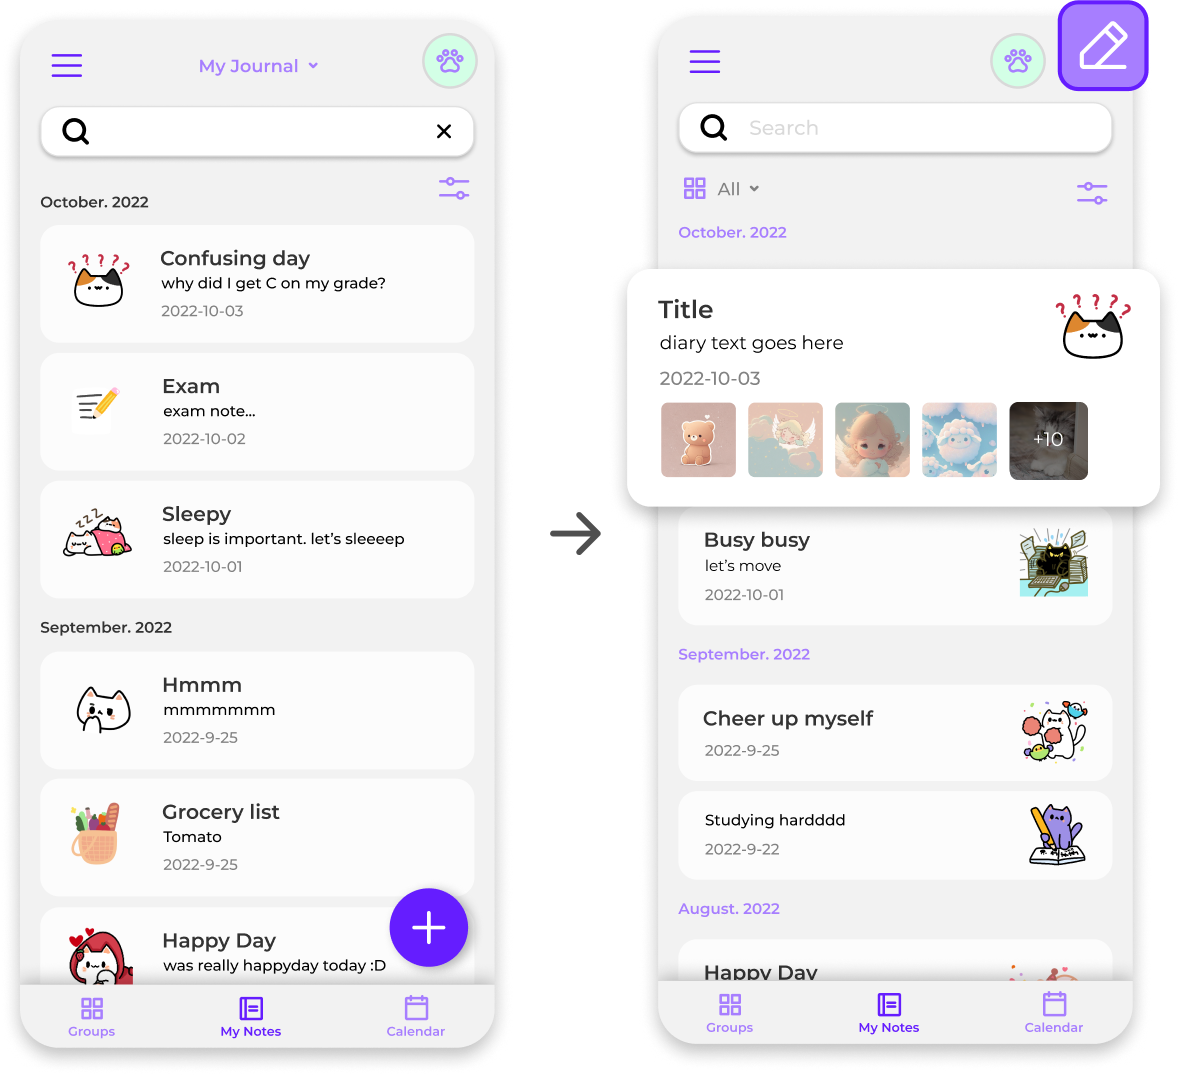 My Journal
October. 2022
Confusing day
why did I get C on my grade?
2022-10-03
Exam
exam note...
2022-10-02
Sleepy
sleep is important. let's sleeeep
2022-10-01
September. 2022
Hmmm
mmmmmmm
2022-9-25
Grocery list
Tomato
2022-9-25
Happy Day
was really happyday today :D
Groups
My Notes
Calendar
Search
All
October. 2022
Title
diary text goes here
2022-10-03
+10
Busy busy
let's move
2022-10-01
September. 2022
Cheer up myself
2022-9-25
Studying hardddd
2022-9-22
August. 2022
Happy Day
Groups
My Notes
Calendar